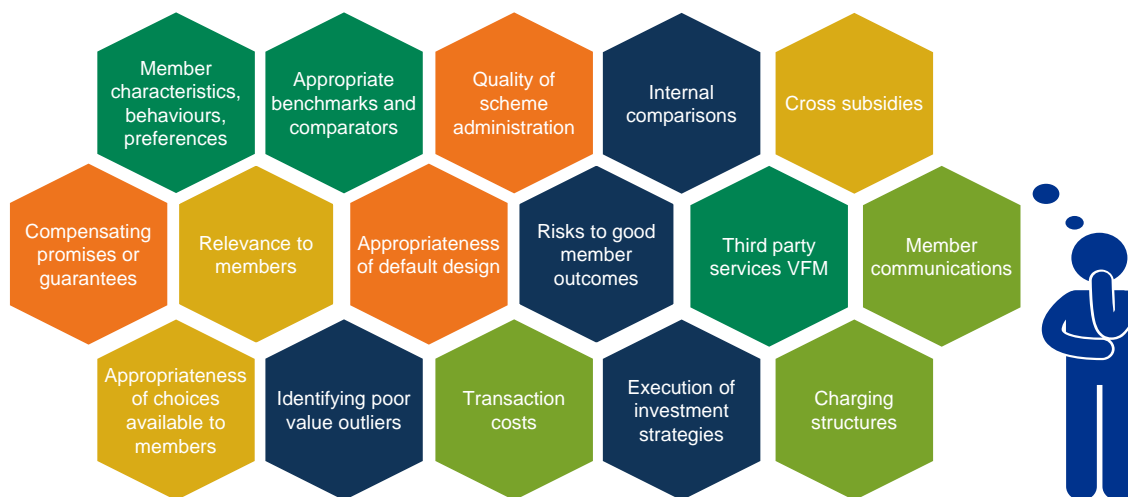 Member
characteristics,
behaviours,
preferences
Appropriate
benchmarks and
comparators
Quality of
scheme
administration
Internal
comparisons
Cross subsidies
Compensating
promises or
guarantees
Relevance to
members
Appropriateness
of default design
Risks to good
member
outcomes
Third party
services VFM
Member
communications
Appropriateness
of choices
available to
members
Identifying poor
value outliers
Transaction
costs
Execution of
investment
strategies
Charging
structures